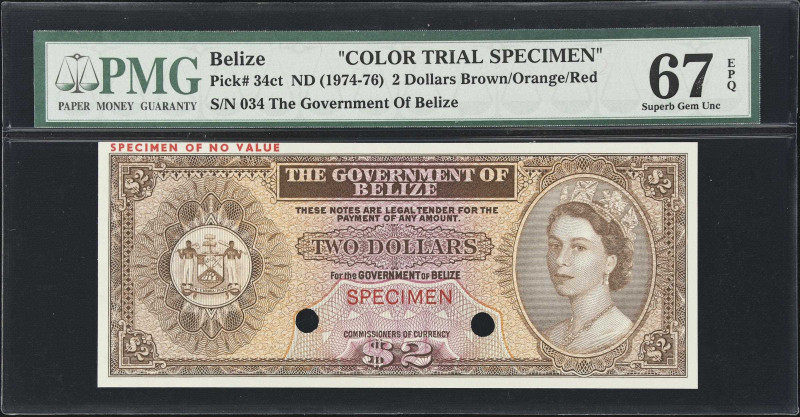 PMG
PAPER MONEY GUARANTY
Belize "COLOR TRIAL SPECIMEN"
Pick# 34ct ND (1974-76) 2 Dollars Brown/Orange/Red
S/N 034 The Government Of Belize
67 EPQ
Superb Gem Unc
SPECIMEN OF NO VALUE
$2 $2
THE GOVERNMENT OF
BELIZE
THESE NOTES ARE LEGAL TENDER FOR THE
PAYMENT OF ANY AMOUNT.
TWO DOLLARS
For the GOVERNMENT of BELIZE
SPECIMEN
COMMISSIONERS OF CURRENCY
$2 $2 $2